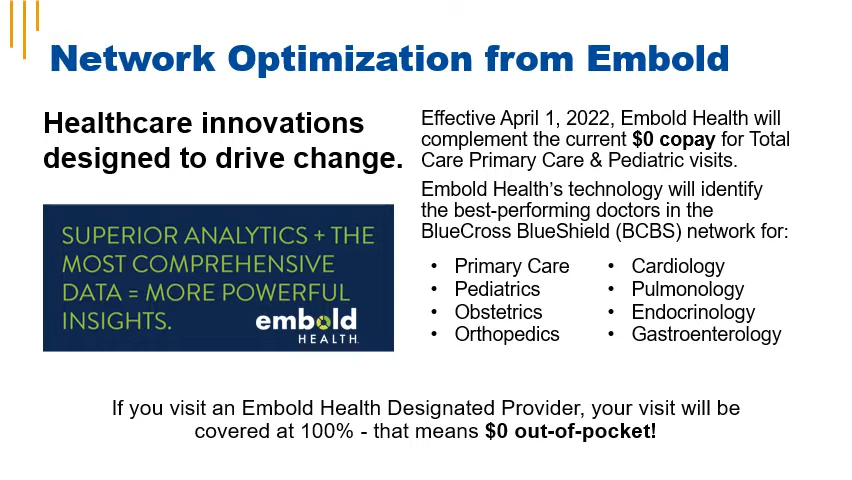 Network Optimization from Embold
Healthcare innovations
designed to drive change.
SUPERIOR ANALYTICS + THE
MOST COMPREHENSIVE
DATA = MORE POWERFUL
INSIGHTS.
embold
HEALTH
Effective April 1, 2022, Embold Health will
complement the current $0 copay for Total
Care Primary Care & Pediatric visits.
Embold Health's technology will identify
the best-performing doctors in the
BlueCross BlueShield (BCBS) network for:
• Primary Care
• Pediatrics
• Obstetrics
• Orthopedics
• Cardiology
• Pulmonology
• Endocrinology
• Gastroenterology
If you visit an Embold Health Designated Provider, your visit will be
covered at 100% - that means $0 out-of-pocket!